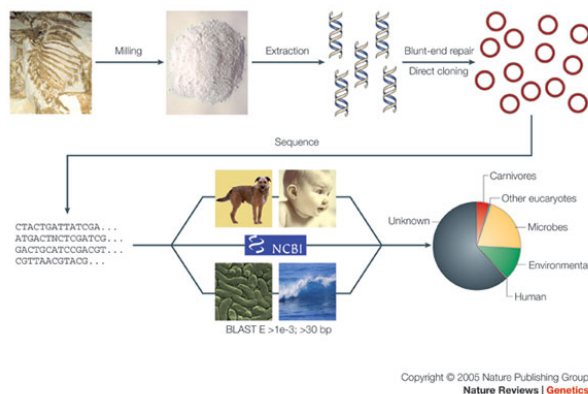 Milling
Extraction
Blunt-end repair
Direct cloning
Sequence
CTACTGATTATCGA...
ATGACTNCTCGATCG...
GACTGCATCCGACGT...
CGTTAACGTACG...
NCBI
BLAST E >1e-3; >30 bp
Carnivores
Other eucaryotes
Unknown
Microbes
Environmental
Human
Copyright © 2005 Nature Publishing Group
Nature Reviews | Genetics